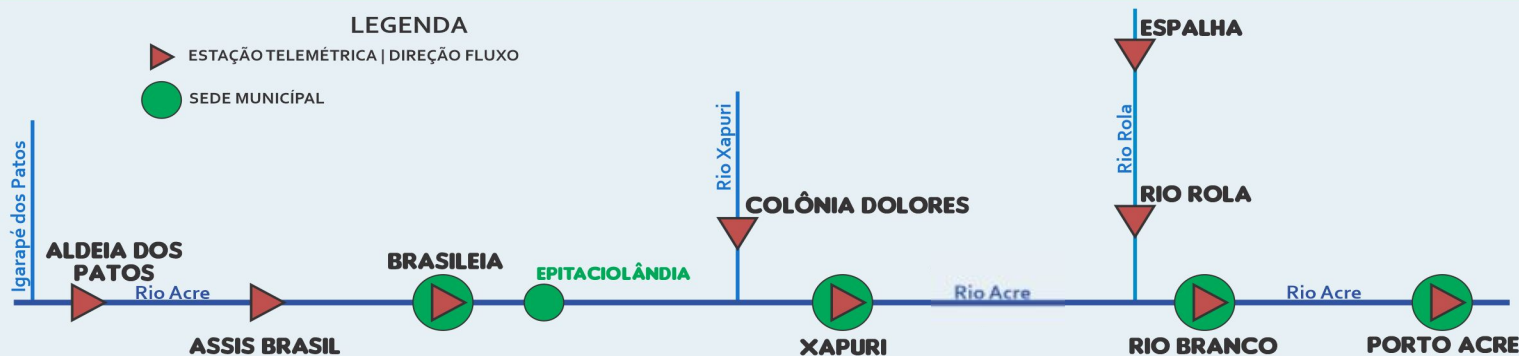 LEGENDA
ESTAÇÃO TELEMÉTRICA | DIREÇÃO FLUXO
SEDE MUNICÍPAL
Igarapé dos Patos
ALDEIA DOS
PATOS
Rio Acre
ASSIS BRASIL
BRASILEIA
EPITACIOLÂNDIA
Rio Xapuri
COLÔNIA DOLORES
XAPURI
Rio Acre
ESPALHA
Rio Rola
RIO ROLA
RIO BRANCO
Rio Acre
PORTO ACRE